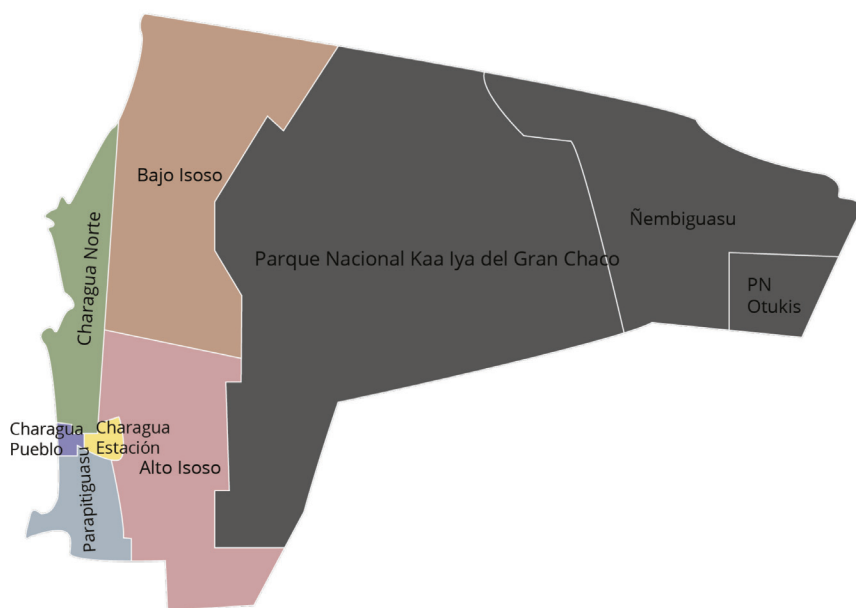 Bajo Isoso
Ñembiguasu
Charagua Norte
Parque Nacional Kaa Iya del Gran Chaco
PN
Otukis
Charagua
Pueblo
Charagua
Estación
Alto Isoso
Parapitiguasu